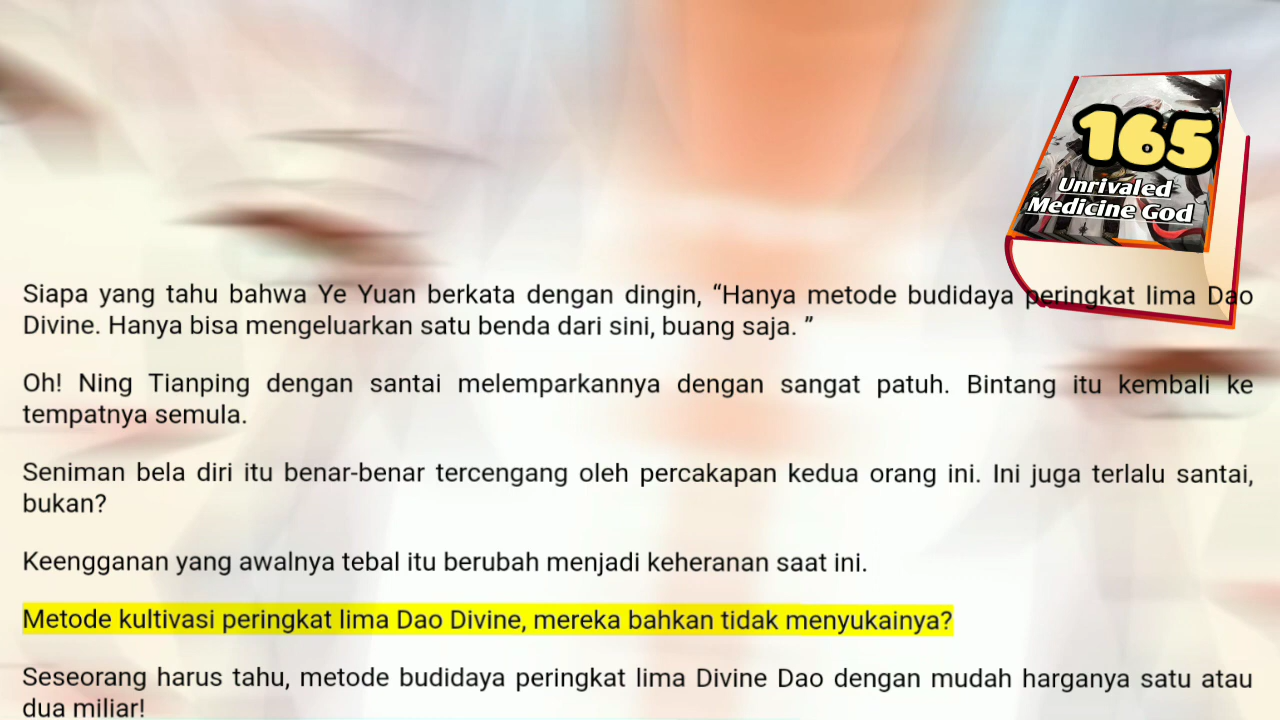 165
Unrivaled
Medicine God
Siapa yang tahu bahwa Ye Yuan berkata dengan dingin, “Hanya metode budidaya peringkat lima Dao
Divine. Hanya bisa mengeluarkan satu benda dari sini, buang saja. ”
Oh! Ning Tianping dengan santai melemparkannya dengan sangat patuh. Bintang itu kembali ke
tempatnya semula.
Seniman bela diri itu benar-benar tercengang oleh percakapan kedua orang ini. Ini juga terlalu santai,
bukan?
Keengganan yang awalnya tebal itu berubah menjadi keheranan saat ini.
Metode kultivasi peringkat lima Dao Divine, mereka bahkan tidak menyukainya?
Seseorang harus tahu, metode budidaya peringkat lima Divine Dao dengan mudah harganya satu atau
dua miliar!